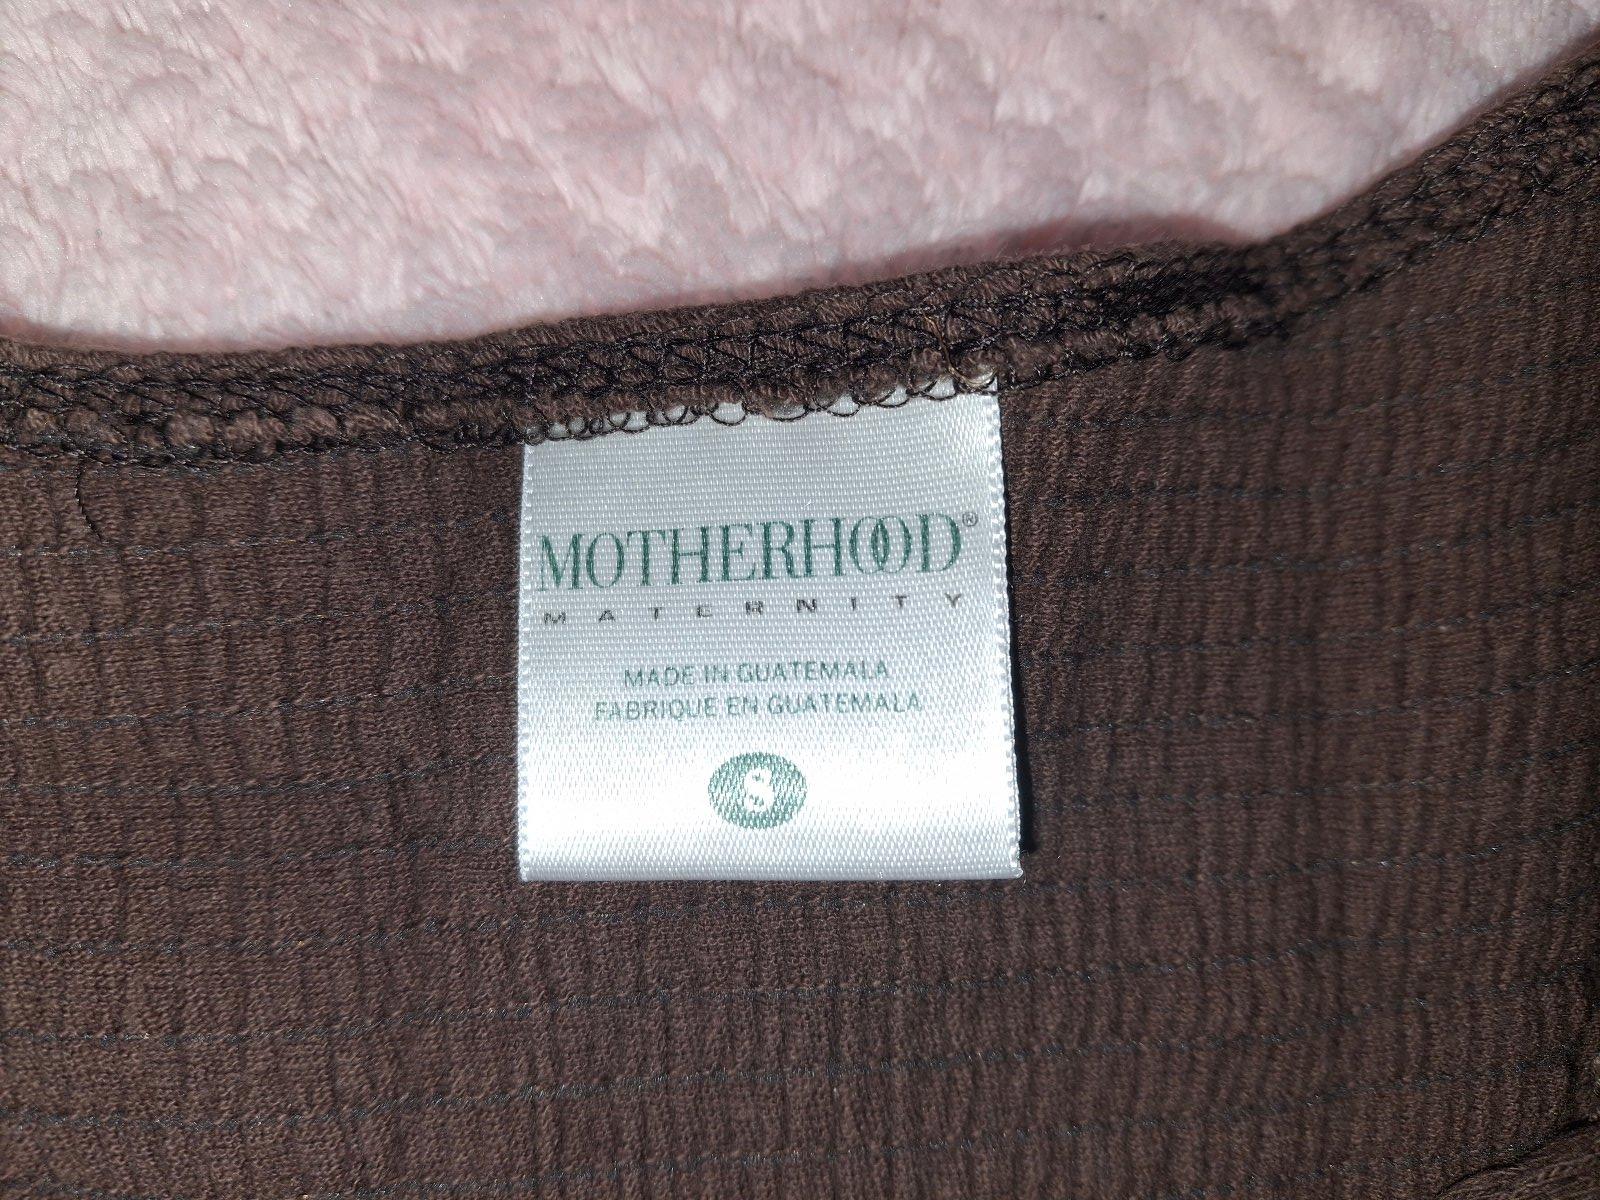 MOTHERHOOD®
MATERNITY
MADE IN GUATEMALA
FABRIQUE EN GUATEMALA
S